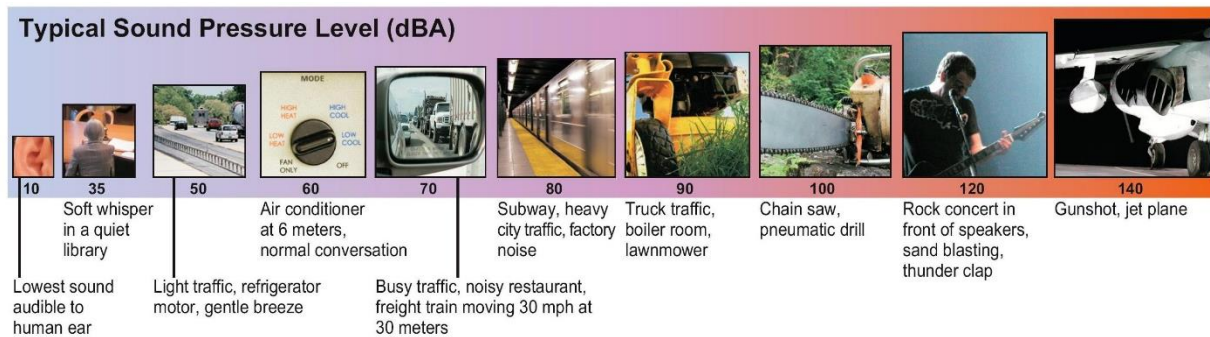 Typical Sound Pressure Level (dBA)
MODE
HIGH HEAT
HIGH COOL
LOW HEAT
LOW COOL
FAN ONLY
OFF
10
35
50
60
70
80
90
100
120
140
Soft whisper
in a quiet
library
Air conditioner
at 6 meters,
normal conversation
Subway, heavy
city traffic, factory
noise
Truck traffic,
boiler room,
lawnmower
Chain saw,
pneumatic drill
Rock concert in
front of speakers,
sand blasting,
thunder clap
Gunshot, jet plane
Lowest sound
audible to
human ear
Light traffic, refrigerator
motor, gentle breeze
Busy traffic, noisy restaurant,
freight train moving 30 mph at
30 meters